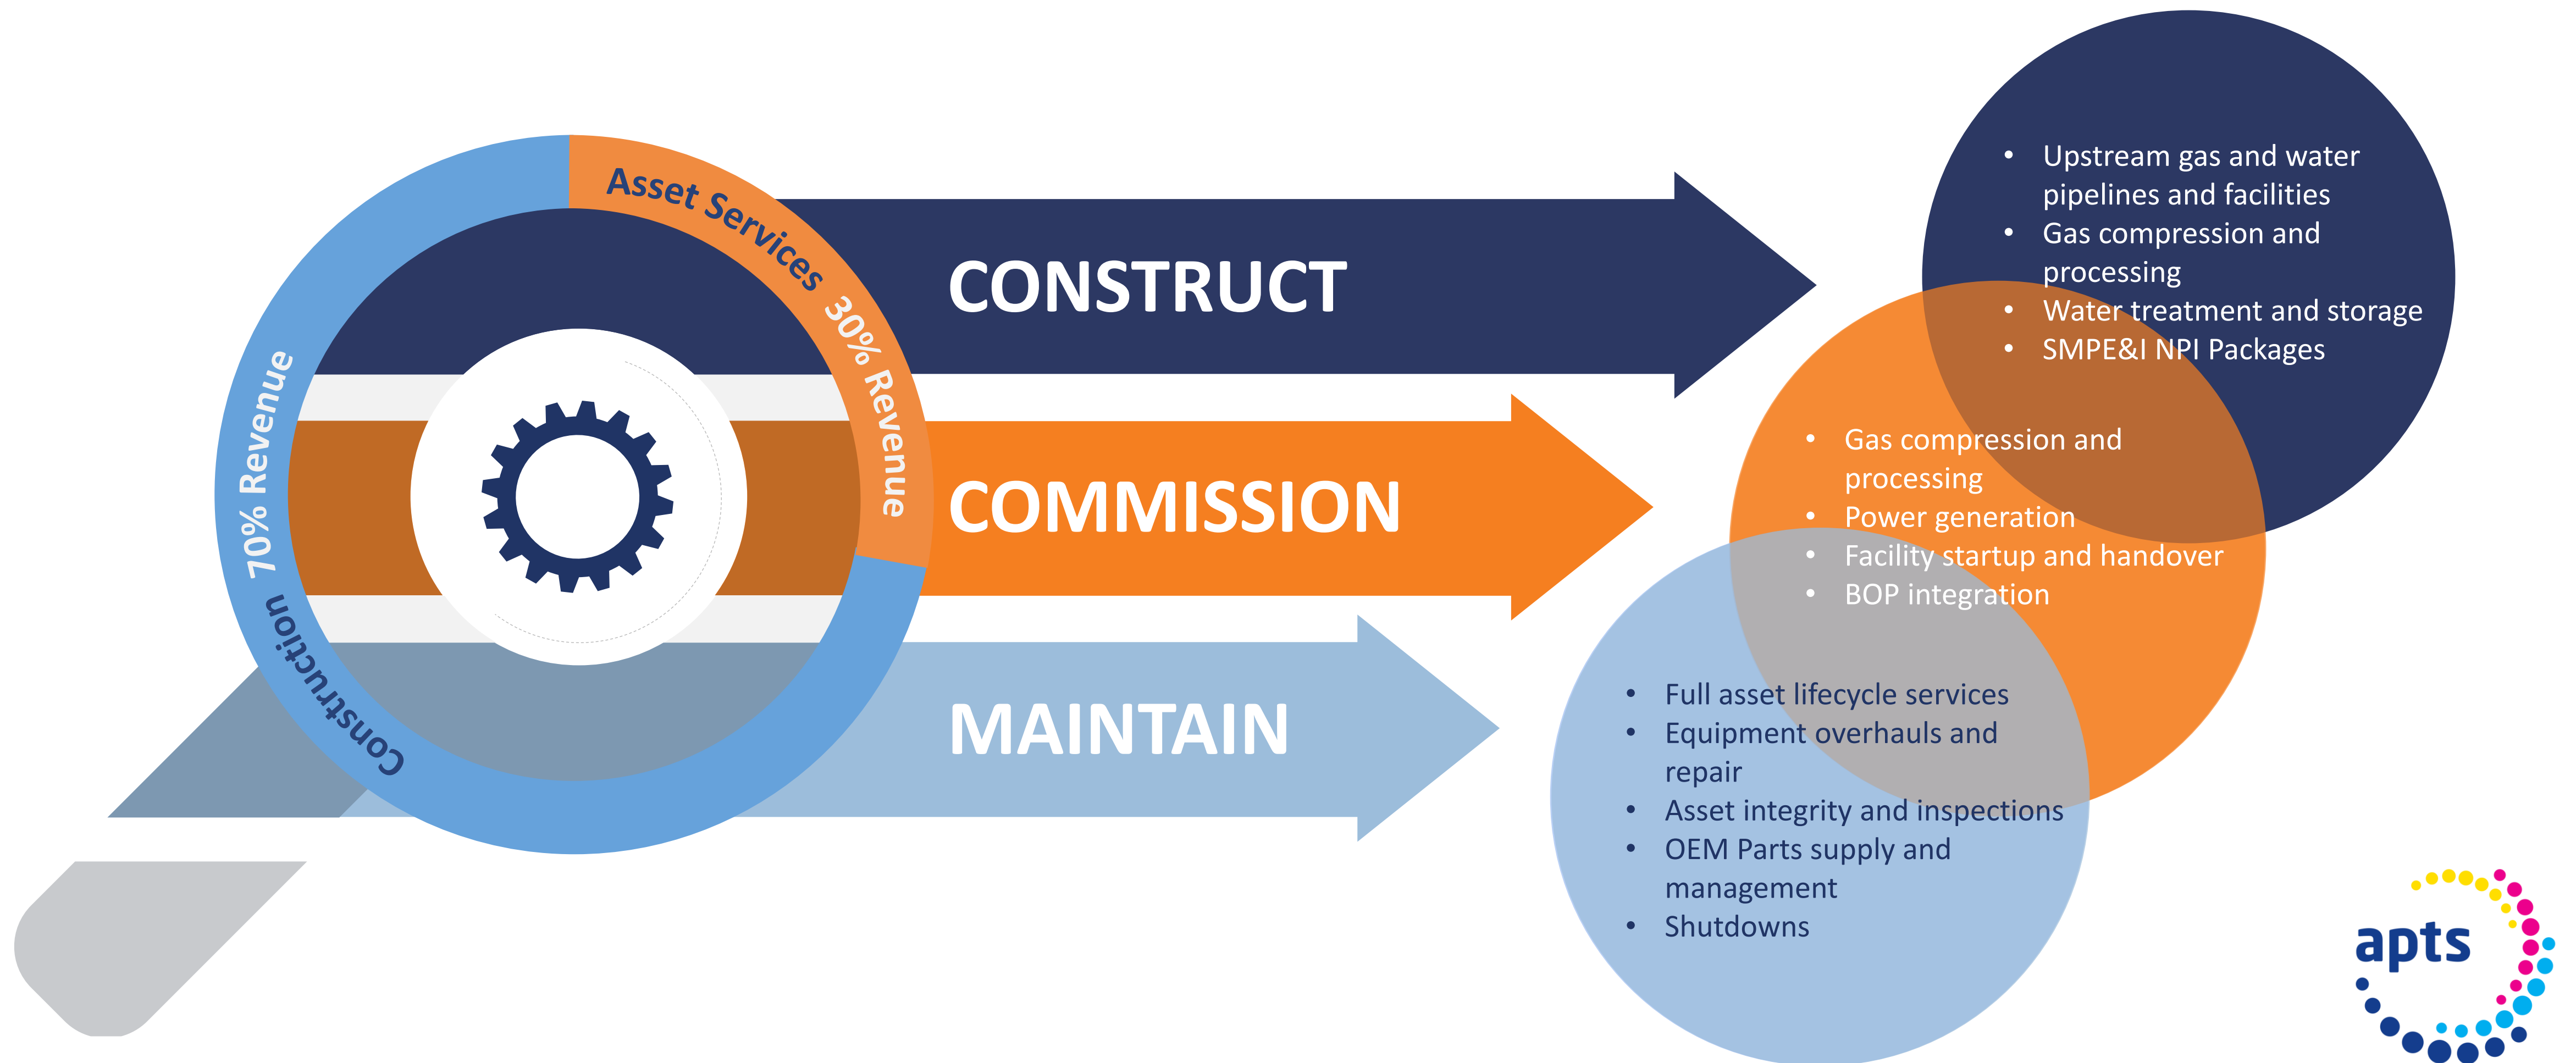 Asset Services 30% Revenue
Construction 70% Revenue
CONSTRUCT
COMMISSION
MAINTAIN
• Upstream gas and water
pipelines and facilities
• Gas compression and
processing
• Water treatment and storage
• SMPE&I NPI Packages
• Gas compression and
processing
• Power generation
• Facility startup and handover
• BOP integration
• Full asset lifecycle services
• Equipment overhauls and
repair
• Asset integrity and inspections
• OEM Parts supply and
management
• Shutdowns
apts